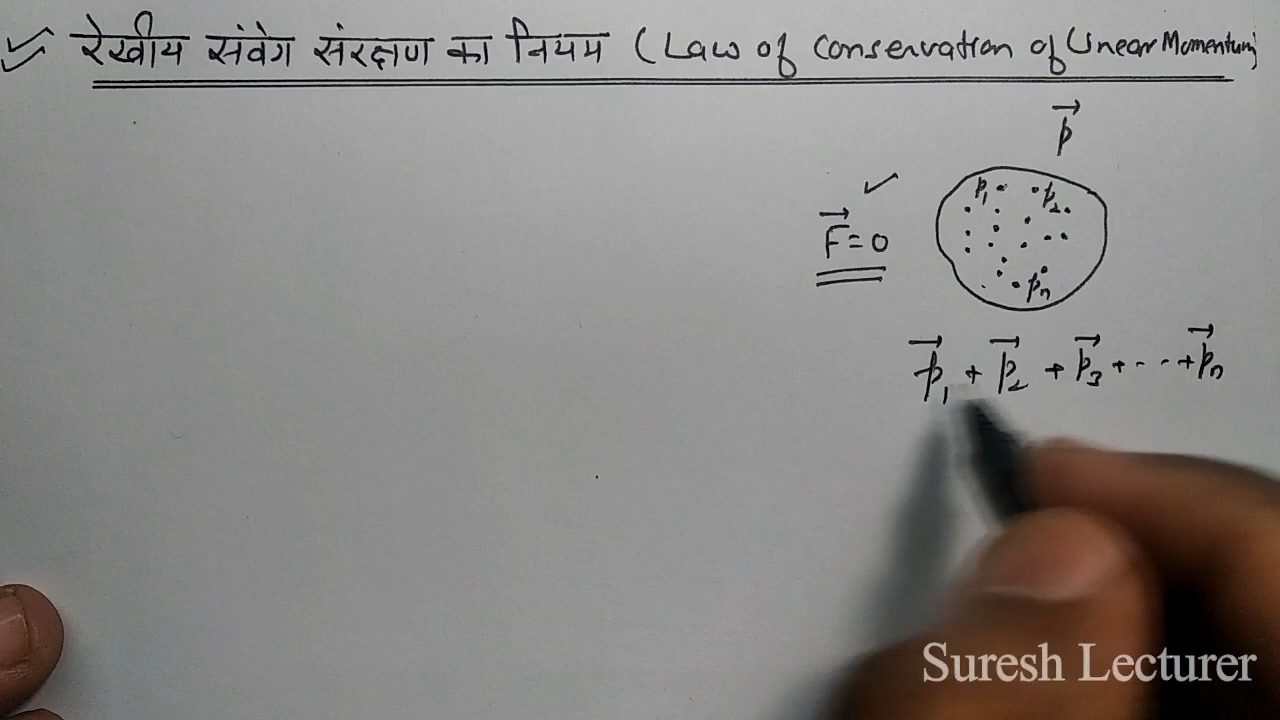 रेखीय संवेग संरक्षण का नियम (Law of Conservation of Linear Momentum)
p⃗
p₁ p₂
F⃗ = 0
pₙ
p⃗₁ + p⃗₂ + p⃗₃ + - - - + p⃗ₙ
Suresh Lecturer